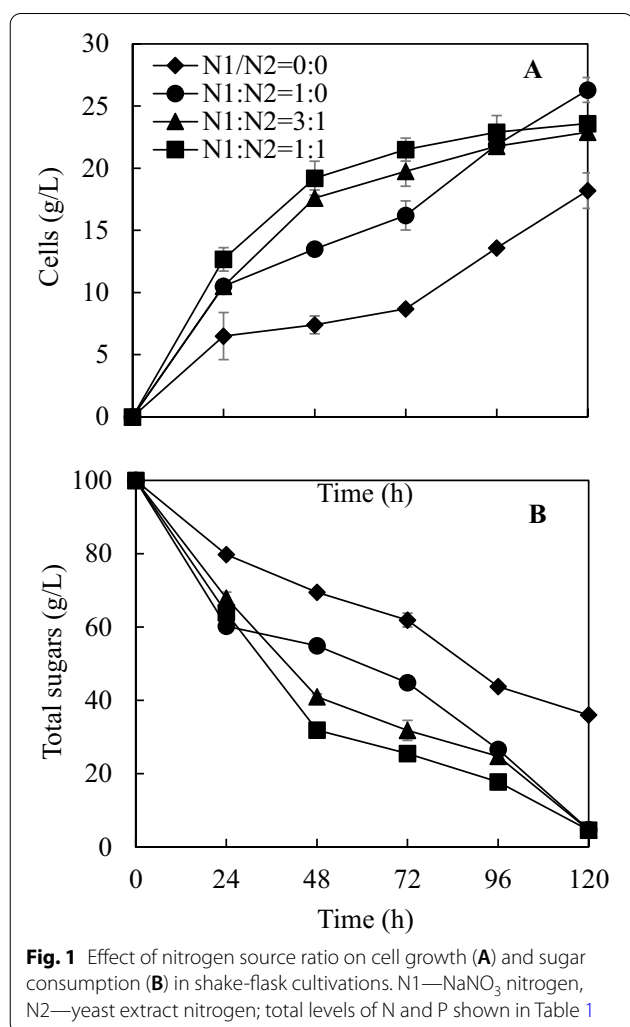 30
25
20
15
10
5
0
Cells (g/L)
N1/N2=0:0
N1:N2=1:0
N1:N2=3:1
N1:N2=1:1
A
100
80
60
40
20
0
Total sugars (g/L)
Time (h)
B
0 24 48 72 96 120
Time (h)
Fig. 1 Effect of nitrogen source ratio on cell growth (A) and sugar
consumption (B) in shake-flask cultivations. N1—NaNO₃ nitrogen,
N2—yeast extract nitrogen; total levels of N and P shown in Table 1